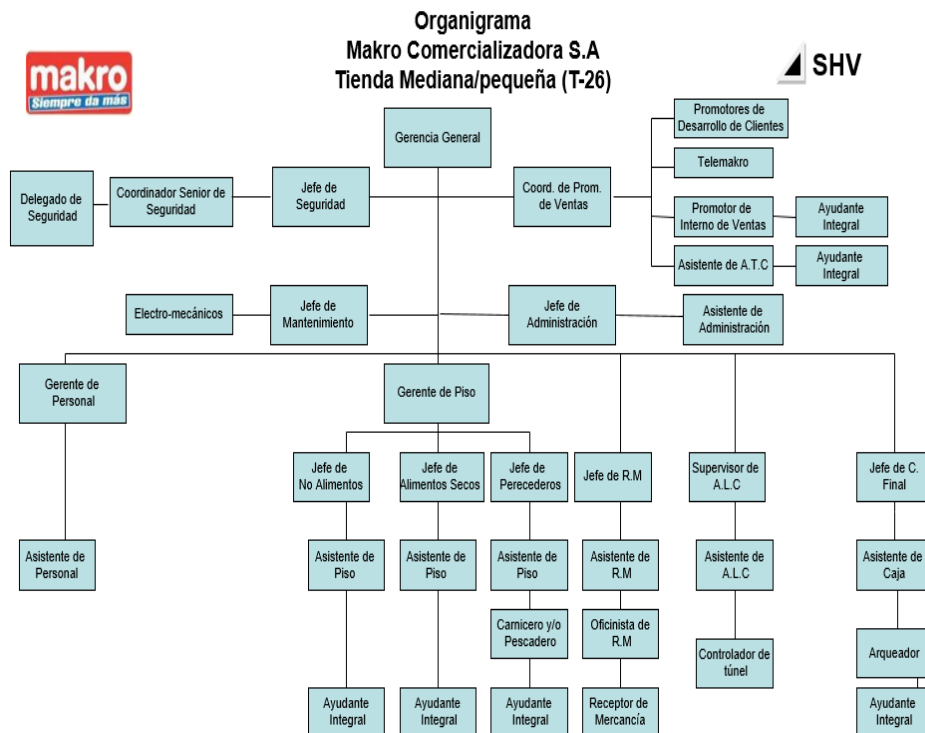 Organigrama
Makro Comercializadora S.A
Tienda Mediana/pequeña (T-26)
makro
Siempre da más
SHV
Gerencia General
Promotores de
Desarrollo de Clientes
Telemakro
Delegado de
Seguridad
Coordinador Senior de
Seguridad
Jefe de
Seguridad
Coord. de Prom.
de Ventas
Promotor de
Interno de Ventas
Ayudante
Integral
Asistente de A.T.C
Ayudante
Integral
Electro-mecánicos
Jefe de
Mantenimiento
Jefe de
Administración
Asistente de
Administración
Gerente de
Personal
Gerente de Piso
Jefe de
No Alimentos
Jefe de
Alimentos Secos
Jefe de
Perecederos
Jefe de R.M
Supervisor de
A.L.C
Jefe de C.
Final
Asistente de
Personal
Asistente de
Piso
Asistente de
Piso
Asistente de
Piso
Asistente de
R.M
Asistente de
A.L.C
Asistente de
Caja
Carnicero y/o
Pescadero
Oficinista de
R.M
Controlador de
túnel
Arqueador
Ayudante
Integral
Ayudante
Integral
Ayudante
Integral
Receptor de
Mercancía
Ayudante
Integral